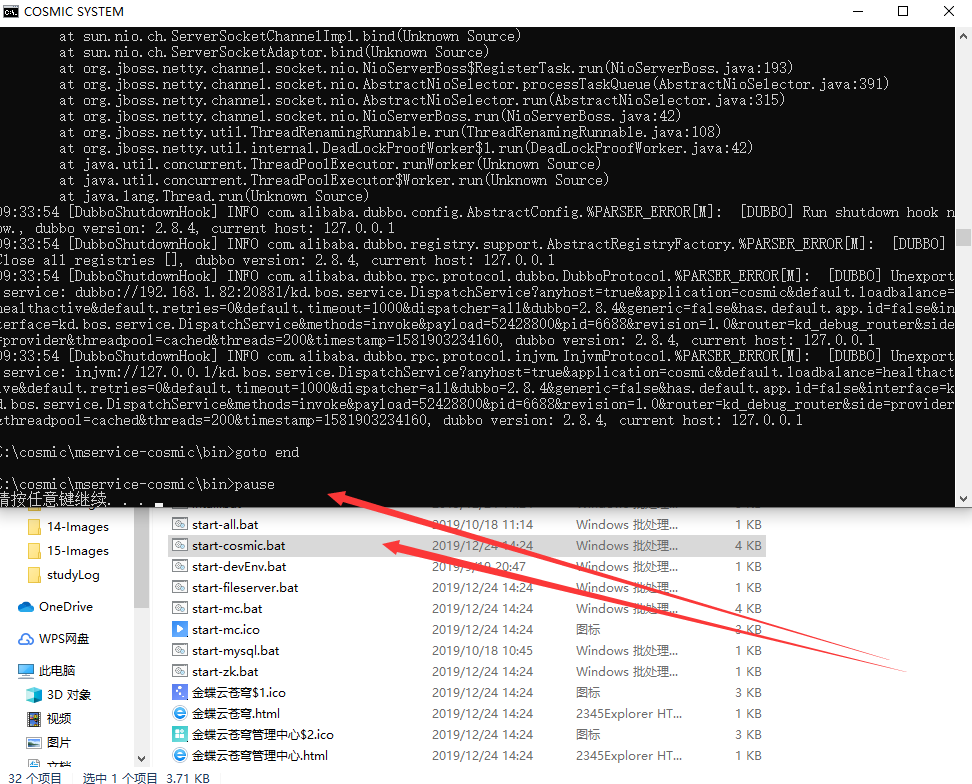 COSMIC SYSTEM
at sun.nio.ch.ServerSocketChannelImpl.bind(Unknown Source)
at sun.nio.ch.ServerSocketAdaptor.bind(Unknown Source)
at org.jboss.netty.channel.socket.nio.NioServerBoss$RegisterTask.run(NioServerBoss.java:193)
at org.jboss.netty.channel.socket.nio.AbstractNioSelector.processTaskQueue(AbstractNioSelector.java:391)
at org.jboss.netty.channel.socket.nio.AbstractNioSelector.run(AbstractNioSelector.java:315)
at org.jboss.netty.channel.socket.nio.NioServerBoss.run(NioServerBoss.java:42)
at org.jboss.netty.util.ThreadRenamingRunnable.run(ThreadRenamingRunnable.java:108)
at org.jboss.netty.util.internal.DeadLockProofWorker$1.run(DeadLockProofWorker.java:42)
at java.util.concurrent.ThreadPoolExecutor.runWorker(Unknown Source)
at java.util.concurrent.ThreadPoolExecutor$Worker.run(Unknown Source)
at java.lang.Thread.run(Unknown Source)
09:33:54 [DubboShutdownHook] INFO com.alibaba.dubbo.config.AbstractConfig.%PARSER_ERROR[M]: [DUBBO] Run shutdown hook n
ow., dubbo version: 2.8.4, current host: 127.0.0.1
09:33:54 [DubboShutdownHook] INFO com.alibaba.dubbo.registry.support.AbstractRegistryFactory.%PARSER_ERROR[M]: [DUBBO]
Close all registries [], dubbo version: 2.8.4, current host: 127.0.0.1
09:33:54 [DubboShutdownHook] INFO com.alibaba.dubbo.rpc.protocol.dubbo.DubboProtocol.%PARSER_ERROR[M]: [DUBBO] Unexport
service: dubbo://192.168.1.82:20881/kd.bos.service.DispatchService?anyhost=true&application=cosmic&default.loadbalance=
healthactive&default.retries=0&default.timeout=1000&dispatcher=all&dubbo=2.8.4&generic=false&has.default.app.id=false&in
terface=kd.bos.service.DispatchService&methods=invoke&payload=52428800&pid=6688&revision=1.0&router=kd_debug_router&side
=provider&threadpool=cached&threads=200&timestamp=1581903234160, dubbo version: 2.8.4, current host: 127.0.0.1
09:33:54 [DubboShutdownHook] INFO com.alibaba.dubbo.rpc.protocol.injvm.InjvmProtocol.%PARSER_ERROR[M]: [DUBBO] Unexport
service: injvm://127.0.0.1/kd.bos.service.DispatchService?anyhost=true&application=cosmic&default.loadbalance=healthact
ive&default.retries=0&default.timeout=1000&dispatcher=all&dubbo=2.8.4&generic=false&has.default.app.id=false&interface=k
d.bos.service.DispatchService&methods=invoke&payload=52428800&pid=6688&revision=1.0&router=kd_debug_router&side=provider
&threadpool=cached&threads=200&timestamp=1581903234160, dubbo version: 2.8.4, current host: 127.0.0.1
C:\cosmic\mservice-cosmic\bin>goto end
C:\cosmic\mservice-cosmic\bin>pause
请按任意键继续. . .
14-Images
15-Images
studyLog
OneDrive
WPS网盘
此电脑
3D 对象
视频
图片
文档
start-all.bat 2019/10/18 11:14 Windows 批处理... 1 KB
start-cosmic.bat 2019/12/24 14:24 Windows 批处理... 4 KB
start-devEnv.bat 2019/9/19 20:47 Windows 批处理... 1 KB
start-fileserver.bat 2019/12/24 14:24 Windows 批处理... 1 KB
start-mc.bat 2019/12/24 14:24 Windows 批处理... 4 KB
start-mc.ico 2019/12/24 14:24 图标 3 KB
start-mysql.bat 2019/10/18 10:45 Windows 批处理... 1 KB
start-zk.bat 2019/12/24 14:24 Windows 批处理... 1 KB
金蝶云苍穹$1.ico 2019/12/24 14:24 图标 3 KB
金蝶云苍穹.html 2019/12/24 14:24 2345Explorer HT... 1 KB
金蝶云苍穹管理中心$2.ico 2019/12/24 14:24 图标 3 KB
金蝶云苍穹管理中心.html 2019/12/24 14:24 2345Explorer HT... 1 KB
32 个项目 选中 1 个项目 3.71 KB